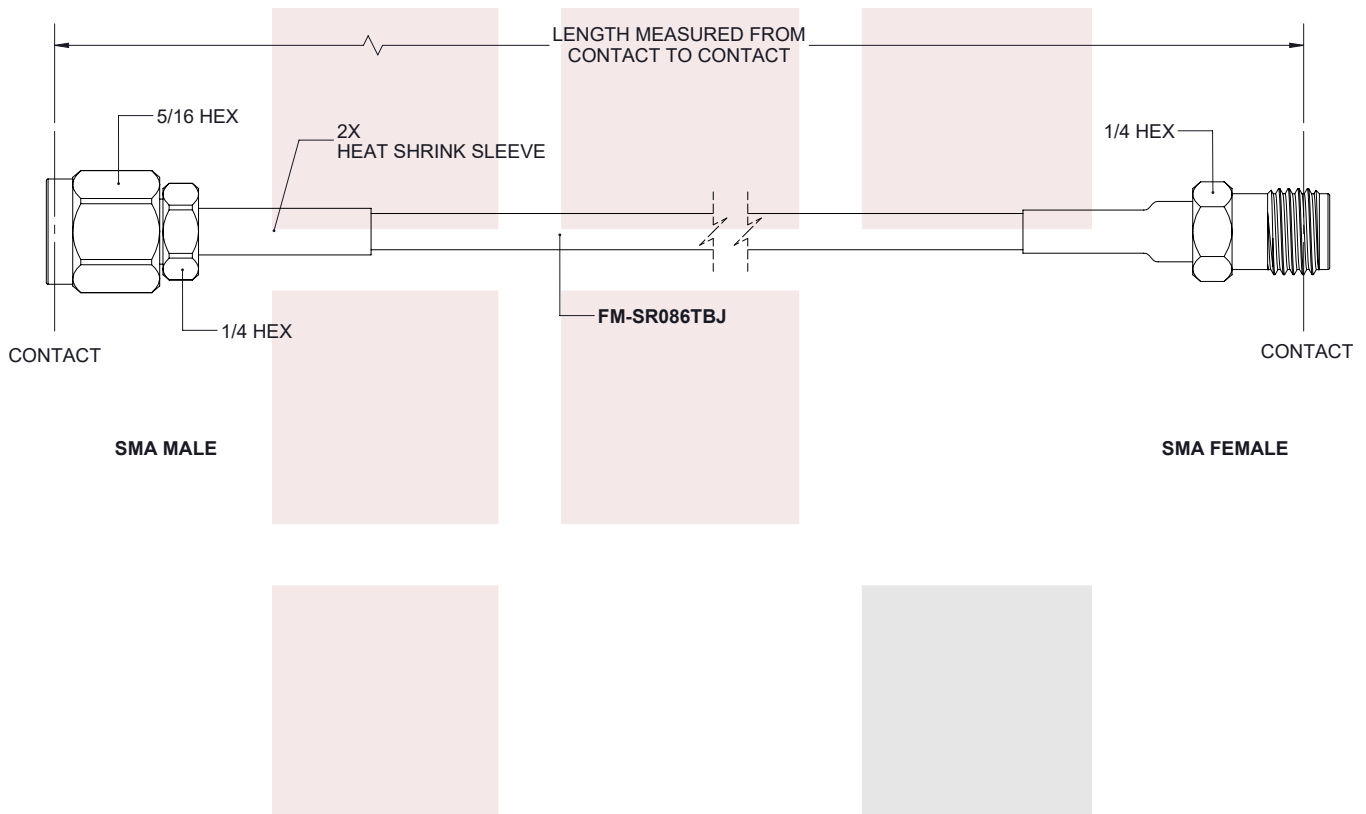 LENGTH MEASURED FROM
CONTACT TO CONTACT
5/16 HEX
2X
HEAT SHRINK SLEEVE
1/4 HEX
1/4 HEX
FM-SR086TBJ
CONTACT
CONTACT
SMA MALE
SMA FEMALE